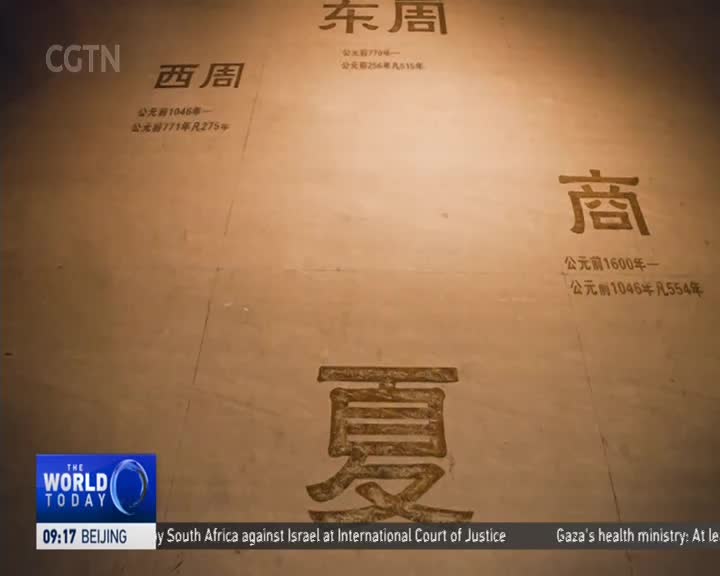 东周
CGTN
公元前770年一
公元前256年凡515年
西周
公元前1046年一
公元前771年凡275年
商
公元前1600年一
公元前1046年凡554年
夏
THE
WORLD
TODAY
09:17 BEIJING
by South Africa against Israel at International Court of Justice Gaza's health ministry: At le